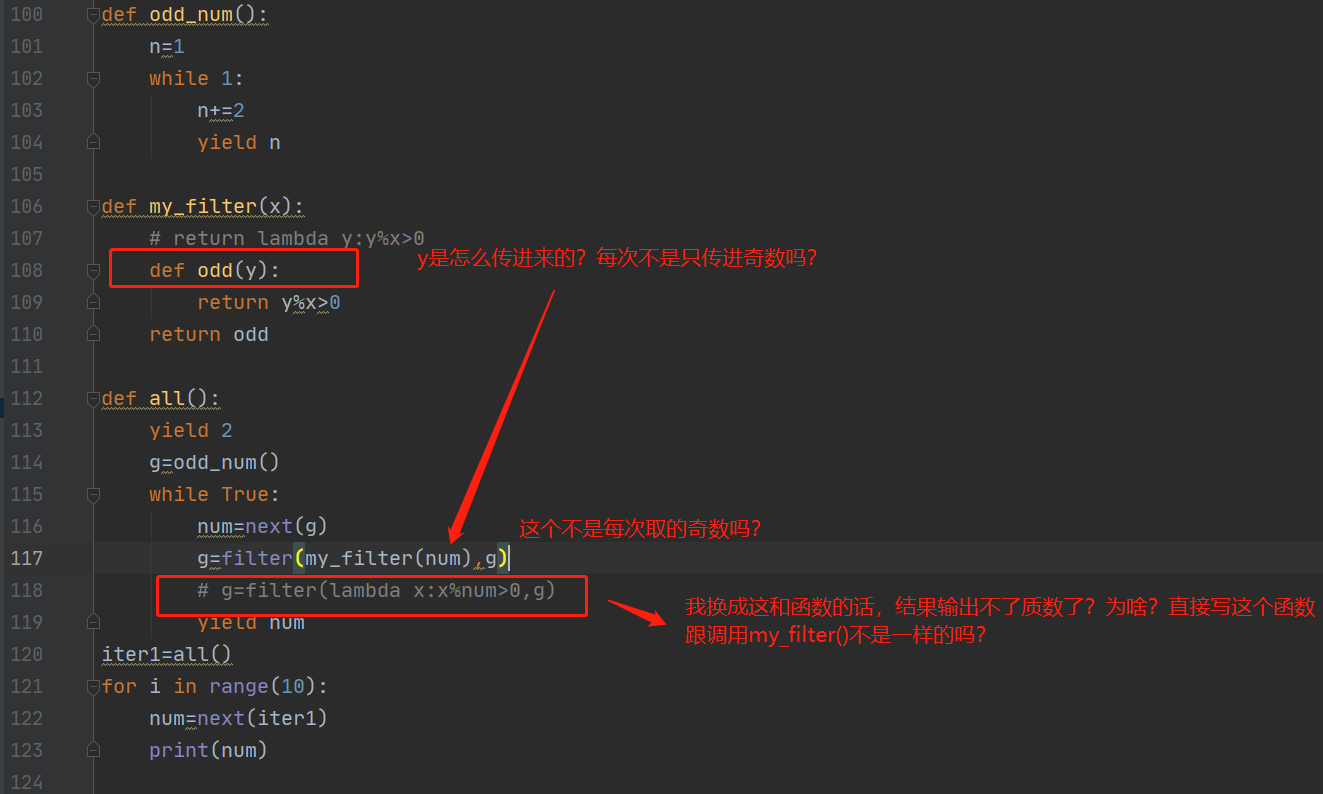 100 def odd_num():
101     n=1
102     while 1:
103         n+=2
104         yield n
105
106 def my_filter(x):
107     # return lambda y:y%x>0
y是怎么传进来的？每次不是只传进奇数吗？
108     def odd(y):
109         return y%x>0
110     return odd
111
112 def all():
113     yield 2
114     g=odd_num()
115     while True:
116         num=next(g)
这个不是每次取的奇数吗？
117         g=filter(my_filter(num),g)
118         # g=filter(lambda x:x%num>0,g)
我换成这和函数的话，结果输出不了质数了？为啥？直接写这个函数
跟调用my_filter()不是一样的吗？
119         yield num
120 iter1=all()
121 for i in range(10):
122     num=next(iter1)
123     print(num)
124